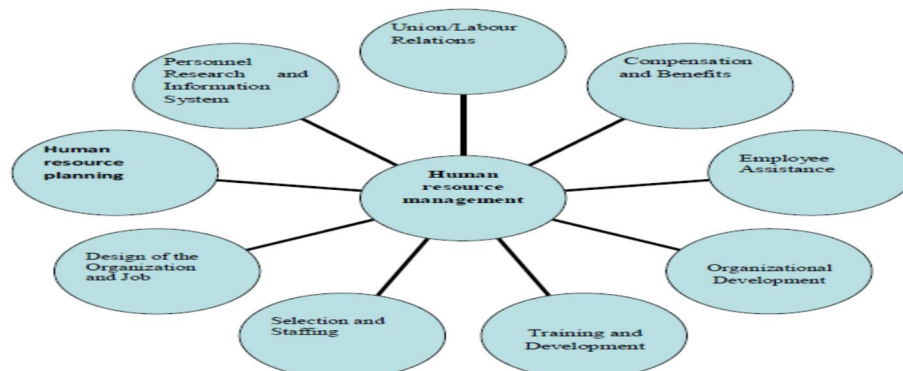 Union/Labour
Relations
Personnel
Research and
Information
System
Compensation
and Benefits
Human
resource
planning
Human
resource
management
Employee
Assistance
Design of the
Organization
and Job
Organizational
Development
Selection and
Staffing
Training and
Development